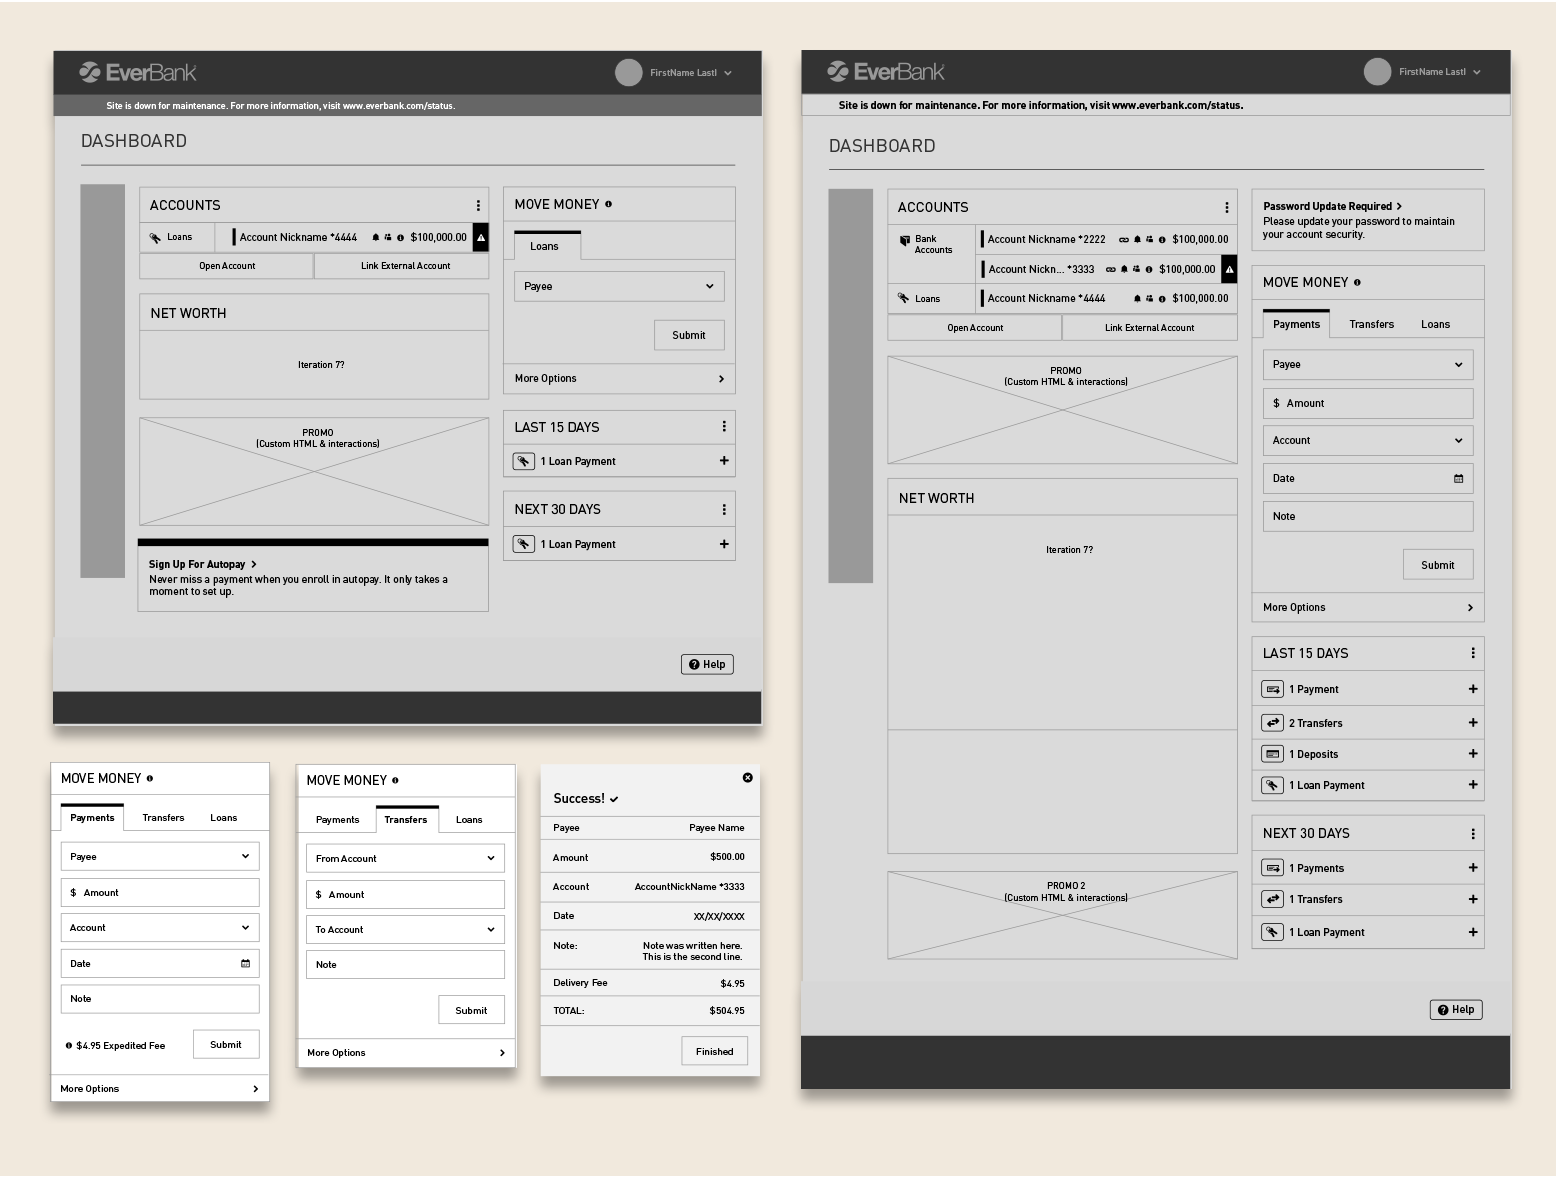 EverBank
FirstName Lastl
Site is down for maintenance. For more information, visit www.everbank.com/status.
DASHBOARD
ACCOUNTS
Loans
Account Nickname *4444
$100,000.00
Open Account
Link External Account
NET WORTH
Iteration 7?
PROMO
(Custom HTML & interactions)
Sign Up For Autopay
Never miss a payment when you enroll in autopay. It only takes a
moment to set up.
MOVE MONEY
Loans
Payee
Submit
More Options
LAST 15 DAYS
1 Loan Payment
NEXT 30 DAYS
1 Loan Payment
Help
EverBank
FirstName Lastl
Site is down for maintenance. For more information, visit www.everbank.com/status.
DASHBOARD
ACCOUNTS
Bank
Accounts
Account Nickname *2222
$100,000.00
Account Nickn... *3333
$100,000.00
Loans
Account Nickname *4444
$100,000.00
Open Account
Link External Account
PROMO
(Custom HTML & interactions)
NET WORTH
Iteration 7?
PROMO 2
(Custom HTML & interactions)
Password Update Required
Please update your password to maintain
your account security.
MOVE MONEY
Payments
Transfers
Loans
Payee
$ Amount
Account
Date
Note
Submit
More Options
LAST 15 DAYS
1 Payment
2 Transfers
1 Deposits
1 Loan Payment
NEXT 30 DAYS
1 Payments
1 Transfers
1 Loan Payment
Help
MOVE MONEY
Payments
Transfers
Loans
Payee
$ Amount
Account
Date
Note
$4.95 Expedited Fee
Submit
More Options
MOVE MONEY
Payments
Transfers
Loans
From Account
$ Amount
To Account
Note
Submit
More Options
Success!
Payee
Payee Name
Amount
$500.00
Account
AccountNickName *3333
Date
XX/XX/XXXX
Note:
Note was written here.
This is the second line.
Delivery Fee
$4.95
TOTAL:
$504.95
Finished